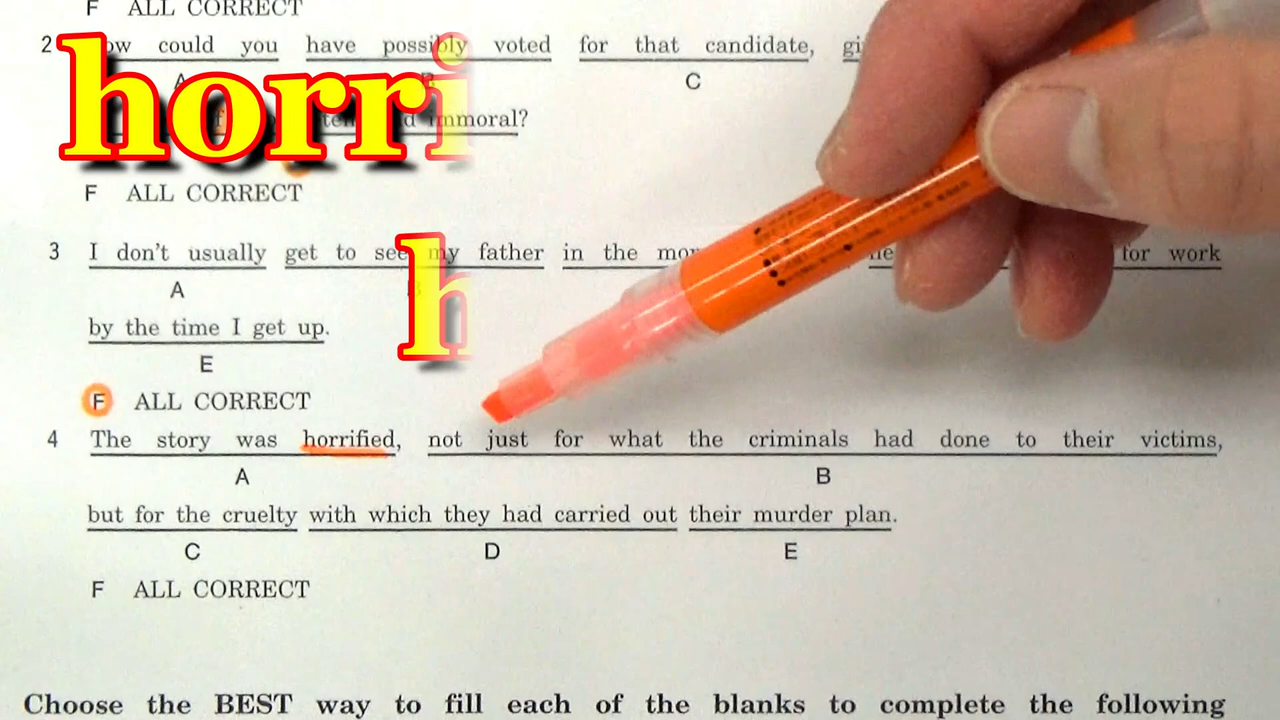 F ALL CORRECT
2 could you have possibly voted for that candidate,
A C
immoral?
F ALL CORRECT
3 I don't usually get to see my father in the for work
A
by the time I get up.
E
F ALL CORRECT
4 The story was horrified, not just for what the criminals had done to their victims,
A B
but for the cruelty with which they had carried out their murder plan.
C D E
F ALL CORRECT
Choose the BEST way to fill each of the blanks to complete the following
horri
h